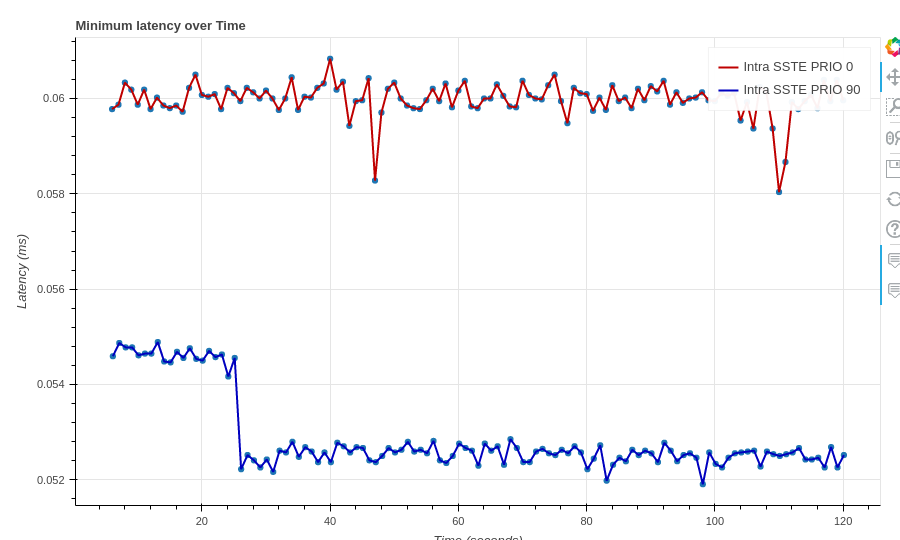 Minimum latency over Time
Intra SSTE PRIO 0
Intra SSTE PRIO 90
0.06
0.058
0.056
0.054
0.052
Latency (ms)
20 40 60 80 100 120
Time (seconds)